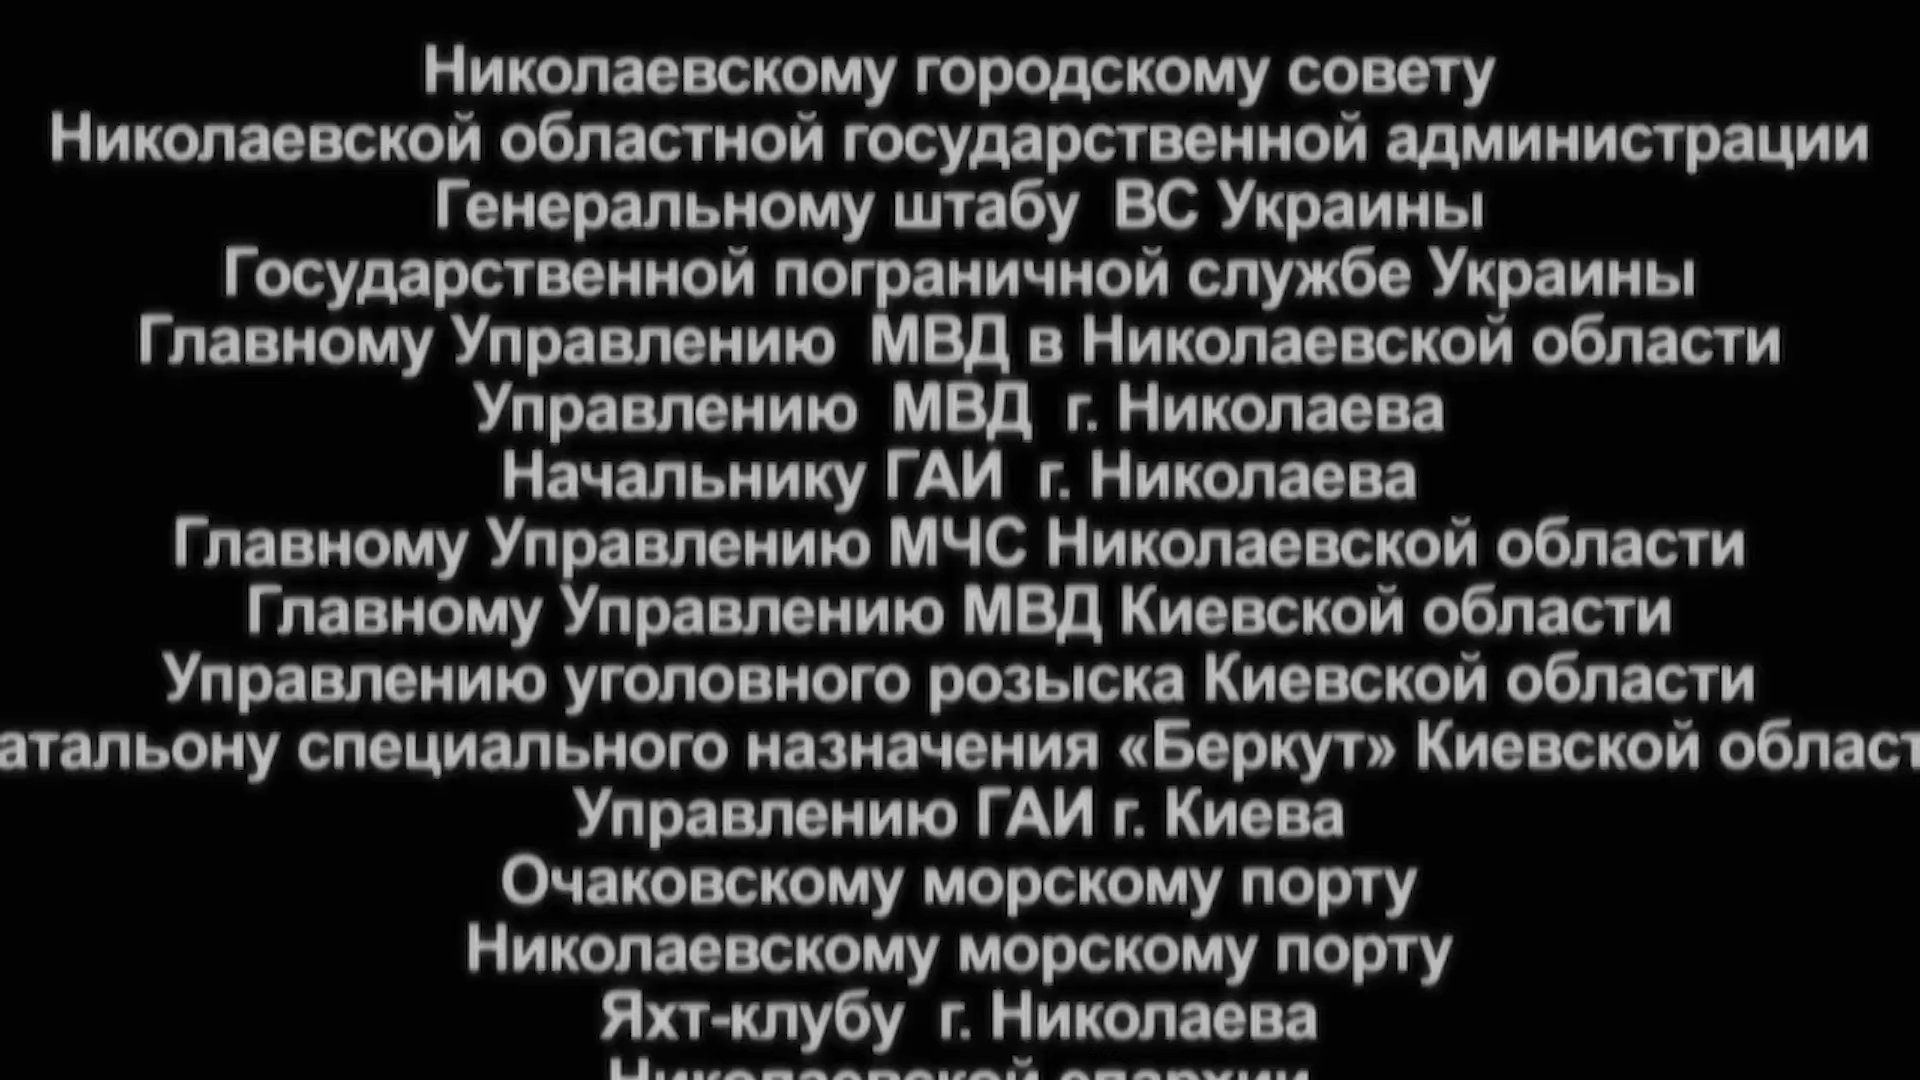 Николаевскому городскому совету
Николаевской областной государственной администрации
Генеральному штабу ВС Украины
Государственной пограничной службе Украины
Главному Управлению МВД в Николаевской области
Управлению МВД г. Николаева
Начальнику ГАИ г. Николаева
Главному Управлению МЧС Николаевской области
Главному Управлению МВД Киевской области
Управлению уголовного розыска Киевской области
атальону специального назначения «Беркут» Киевской област
Управлению ГАИ г. Киева
Очаковскому морскому порту
Николаевскому морскому порту
Яхт-клубу г. Николаева
Николаевской епархии